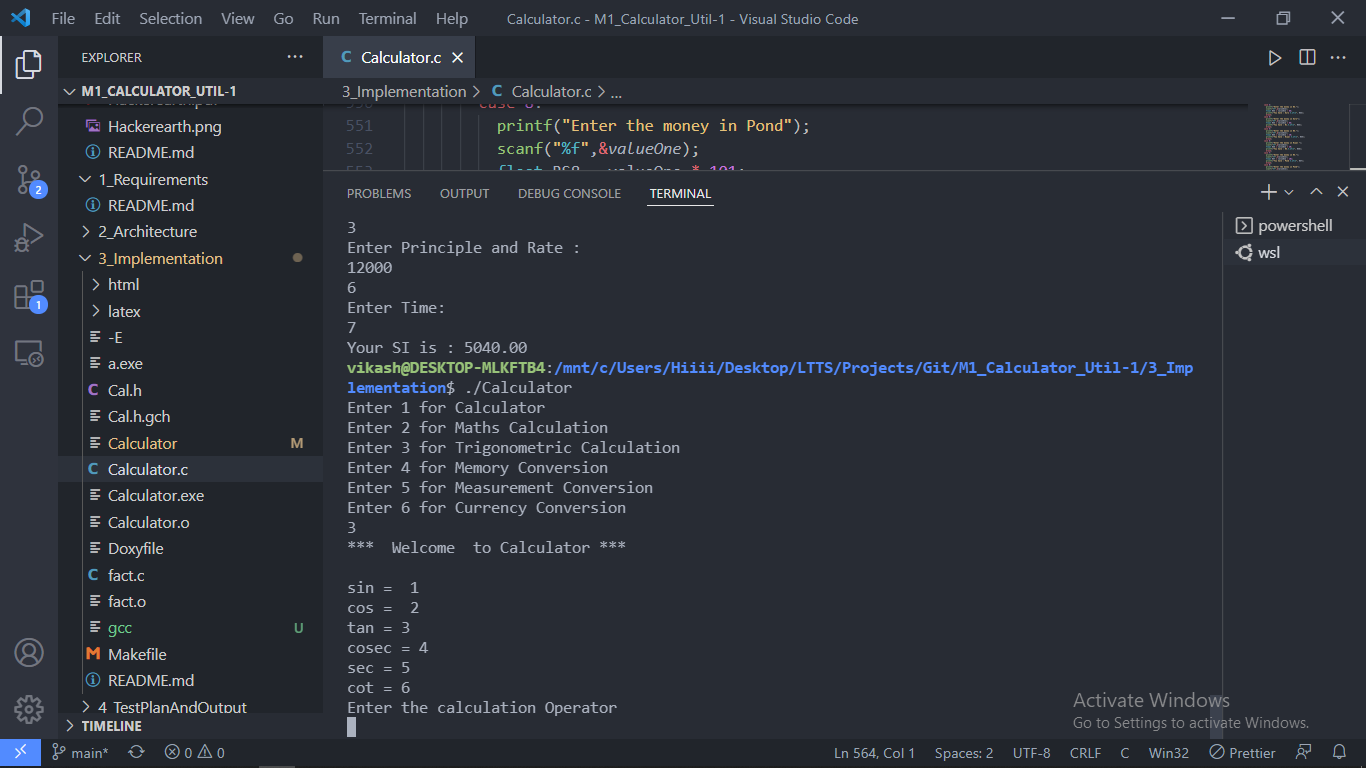 File Edit Selection View Go Run Terminal Help Calculator.c - M1_Calculator_Util-1 - Visual Studio Code
EXPLORER
M1_CALCULATOR_UTIL-1
Hackerearth.png
README.md
1_Requirements
README.md
2_Architecture
3_Implementation
html
latex
-E
a.exe
C Cal.h
Cal.h.gch
Calculator M
C Calculator.c
Calculator.exe
Calculator.o
Doxyfile
C fact.c
fact.o
gcc U
M Makefile
README.md
4_TestPlanAndOutput
TIMELINE
2
1
C Calculator.c
3_Implementation > C Calculator.c > ...
case 8:
551 printf("Enter the money in Pond");
552 scanf("%f",&valueOne);
PROBLEMS OUTPUT DEBUG CONSOLE TERMINAL
powershell
wsl
3
Enter Principle and Rate :
12000
6
Enter Time:
7
Your SI is : 5040.00
vikash@DESKTOP-MLKFTB4:/mnt/c/Users/Hiiii/Desktop/LTTS/Projects/Git/M1_Calculator_Util-1/3_Imp
lementation$ ./Calculator
Enter 1 for Calculator
Enter 2 for Maths Calculation
Enter 3 for Trigonometric Calculation
Enter 4 for Memory Conversion
Enter 5 for Measurement Conversion
Enter 6 for Currency Conversion
3
***  Welcome  to Calculator ***
sin =  1
cos =  2
tan = 3
cosec = 4
sec = 5
cot = 6
Enter the calculation Operator
Activate Windows
Go to Settings to activate Windows.
main* 0 0 Ln 564, Col 1 Spaces: 2 UTF-8 CRLF C Win32 Prettier